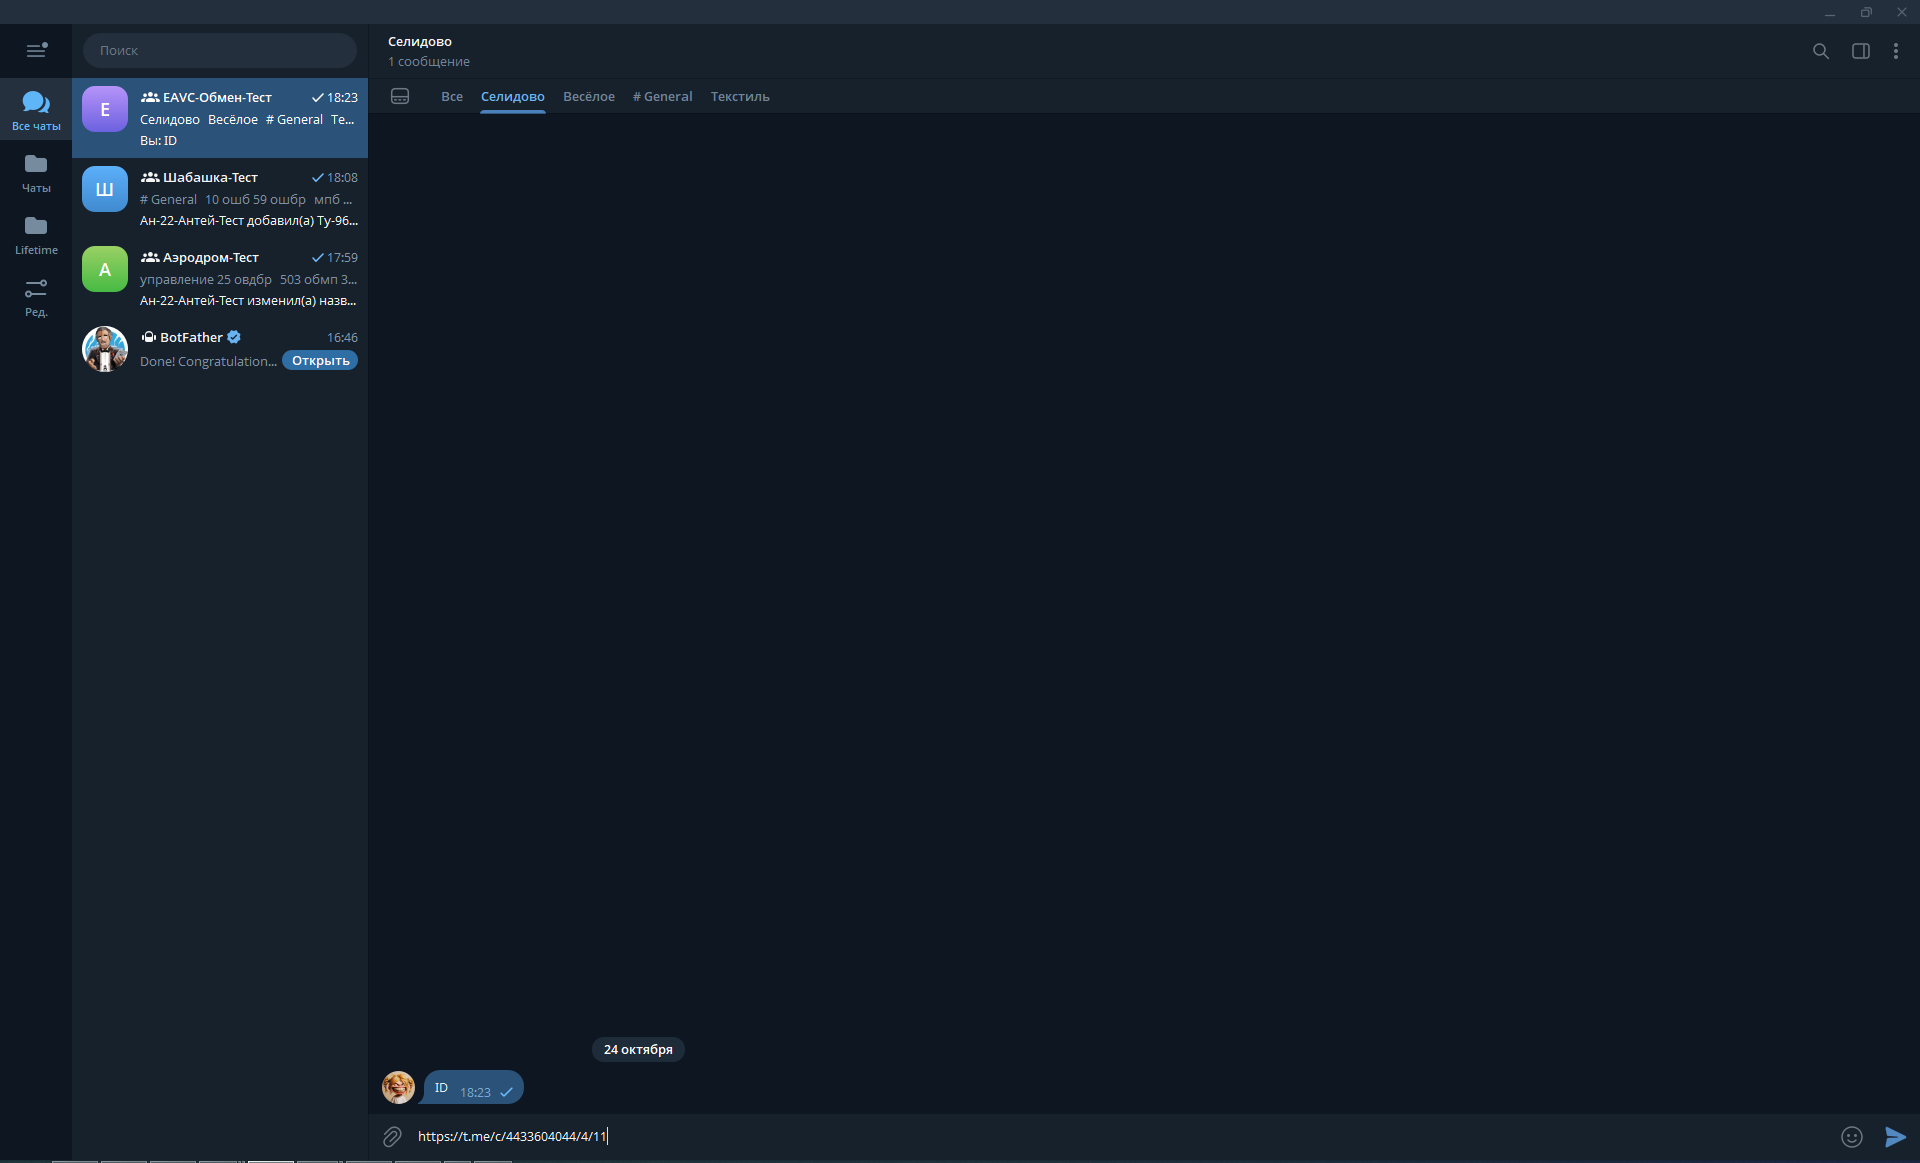 Поиск
Все чаты
Чаты
Lifetime
Ред.
E
EAVC-Обмен-Тест 18:23
Селидово Весёлое # General Те...
Вы: ID
Ш
Шабашка-Тест 18:08
# General 10 ошб 59 ошбр мпб ...
Ан-22-Антей-Тест добавил(а) Ту-96...
А
Аэродром-Тест 17:59
управление 25 овдбр 503 обмп 3...
Ан-22-Антей-Тест изменил(а) назв...
BotFather 16:46
Done! Congratulation... Открыть
Селидово
1 сообщение
Все Селидово Весёлое # General Текстиль
24 октября
ID 18:23
https://t.me/c/4433604044/4/11